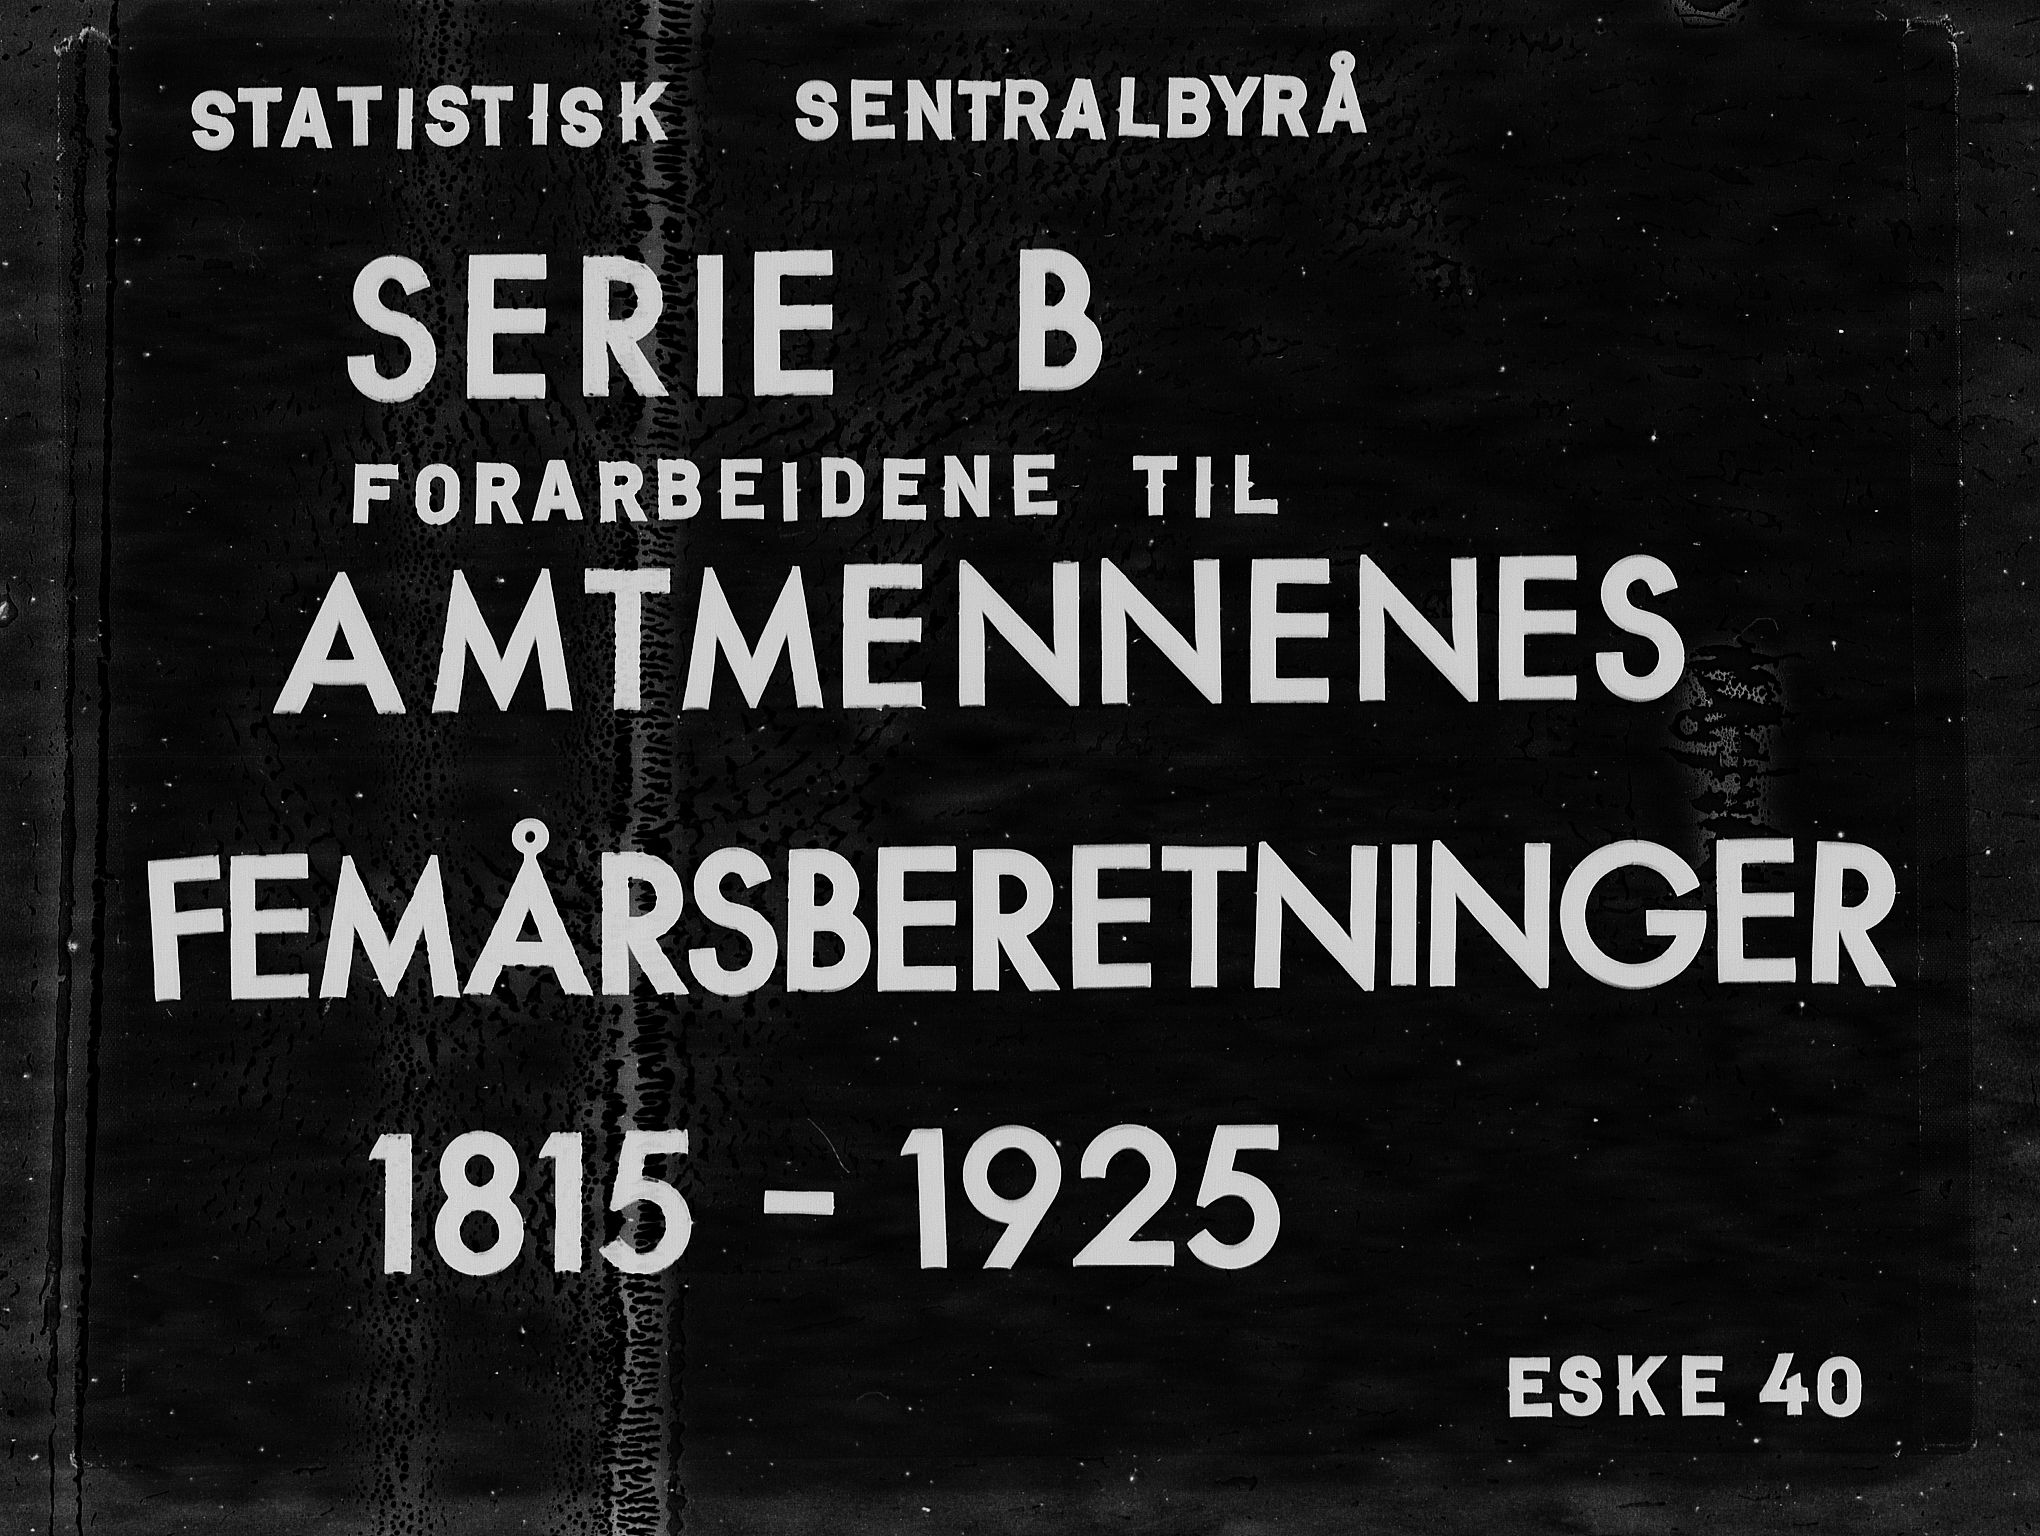 STATISTISK SENTRALBYRÅ
SERIE B
FORARBEIDENE TIL
AMTMENNENES
FEMÅRSBERETNINGER
1815 - 1925
ESKE 40